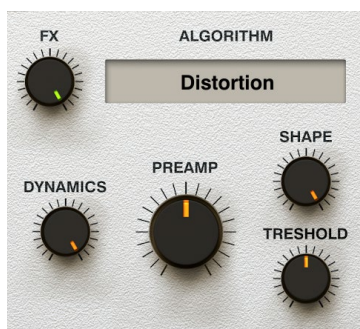 FX
ALGORITHM
Distortion
SHAPE
PREAMP
DYNAMICS
TRESHOLD